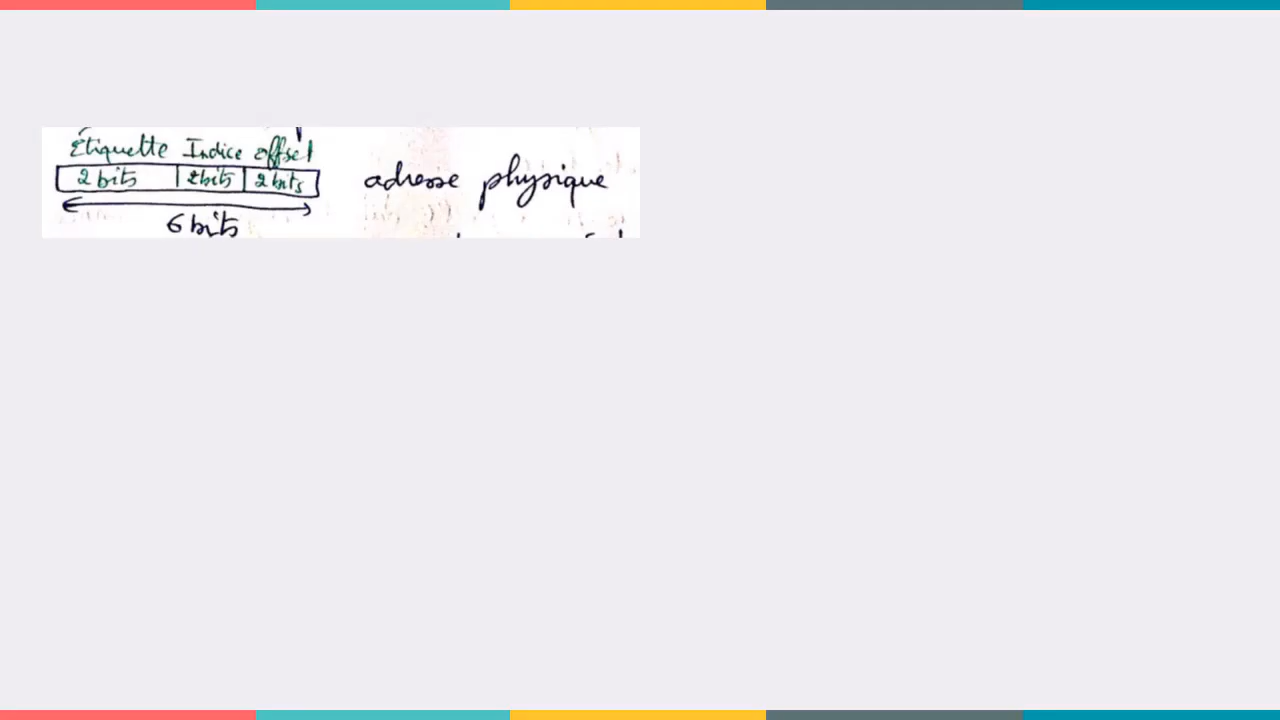 Étiquette Indice offset
2 bits 2 bits 2 bits
6 bits
adresse physique